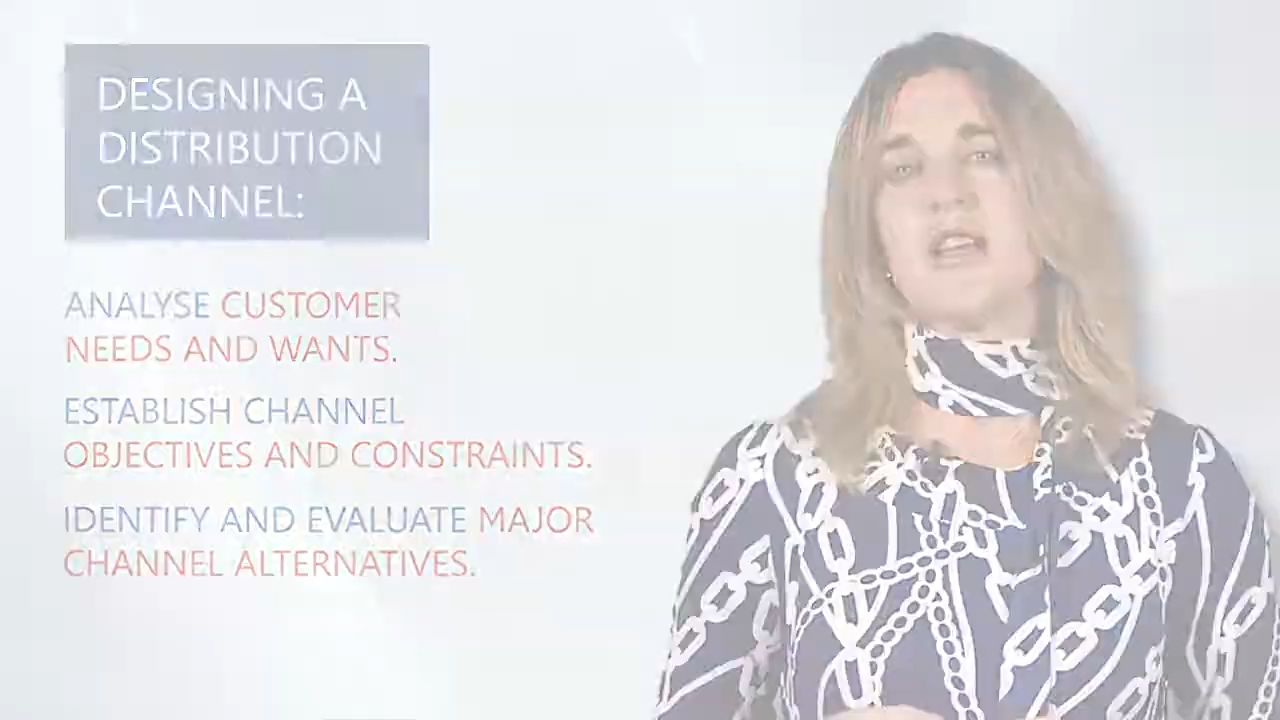 DESIGNING A
DISTRIBUTION
CHANNEL:
ANALYSE CUSTOMER
NEEDS AND WANTS.
ESTABLISH CHANNEL
OBJECTIVES AND CONSTRAINTS.
IDENTIFY AND EVALUATE MAJOR
CHANNEL ALTERNATIVES.